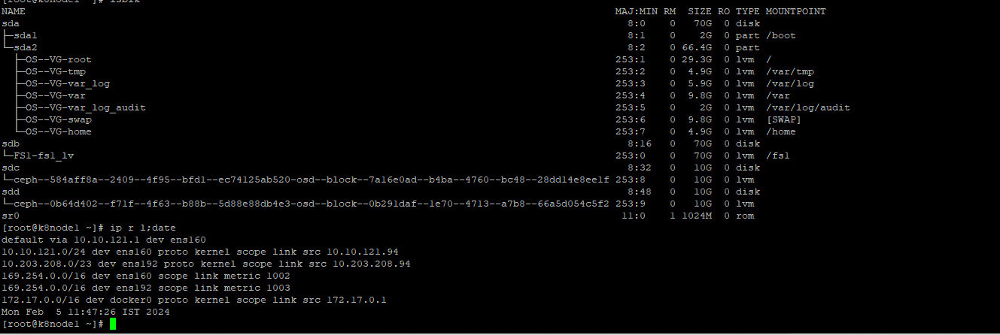 [root@k8node1 ~]# lsblk
NAME MAJ:MIN RM SIZE RO TYPE MOUNTPOINT
sda 8:0 0 70G 0 disk
├─sda1 8:1 0 2G 0 part /boot
└─sda2 8:2 0 66.4G 0 part
├─OS--VG-root 253:1 0 29.3G 0 lvm /
├─OS--VG-tmp 253:2 0 4.9G 0 lvm /var/tmp
├─OS--VG-var_log 253:3 0 5.9G 0 lvm /var/log
├─OS--VG-var 253:4 0 9.8G 0 lvm /var
├─OS--VG-var_log_audit 253:5 0 2G 0 lvm /var/log/audit
├─OS--VG-swap 253:6 0 9.8G 0 lvm [SWAP]
└─OS--VG-home 253:7 0 4.9G 0 lvm /home
sdb 8:16 0 70G 0 disk
└─FS1-fs1_lv 253:0 0 70G 0 lvm /fs1
sdc 8:32 0 10G 0 disk
└─ceph--584aff8a--2409--4f95--bfd1--ec74125ab520-osd--block--7a16e0ad--b4ba--4760--bc48--28dd14e8ee1f 253:8 0 10G 0 lvm
sdd 8:48 0 10G 0 disk
└─ceph--0b64d402--f71f--4f63--b88b--5d88e88db4e3-osd--block--0b291daf--1e70--4713--a7b8--66a5d054c5f2 253:9 0 10G 0 lvm
sr0 11:0 1 1024M 0 rom
[root@k8node1 ~]# ip r l;date
default via 10.10.121.1 dev ens160
10.10.121.0/24 dev ens160 proto kernel scope link src 10.10.121.94
10.203.208.0/23 dev ens192 proto kernel scope link src 10.203.208.94
169.254.0.0/16 dev ens160 scope link metric 1002
169.254.0.0/16 dev ens192 scope link metric 1003
172.17.0.0/16 dev docker0 proto kernel scope link src 172.17.0.1
Mon Feb  5 11:47:26 IST 2024
[root@k8node1 ~]#